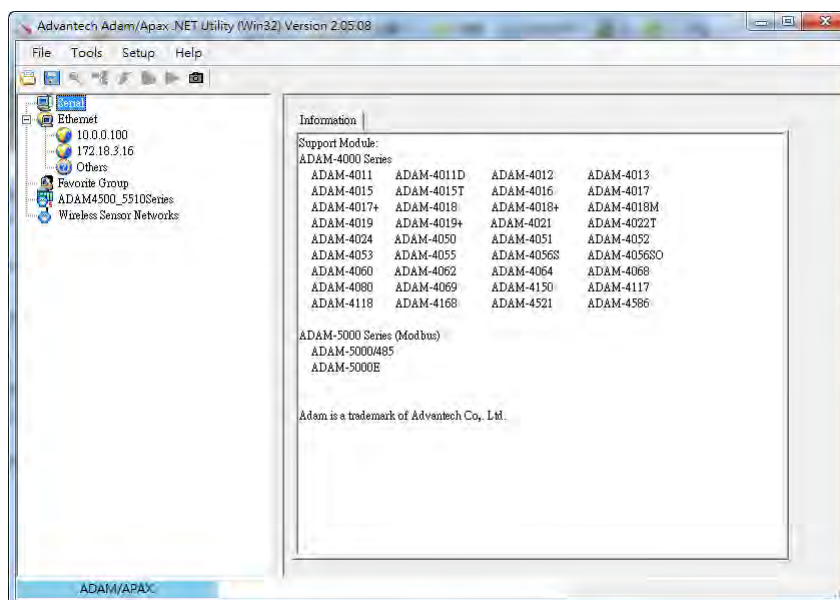 Advantech Adam/Apax .NET Utility (Win32) Version 2.05.08
File Tools Setup Help
Serial
Ethernet
10.0.0.100
172.18.3.16
Others
Favorite Group
ADAM4500_5510Series
Wireless Sensor Networks
Information
Support Module:
ADAM-4000 Series
ADAM-4011 ADAM-4011D ADAM-4012 ADAM-4013
ADAM-4015 ADAM-4015T ADAM-4016 ADAM-4017
ADAM-4017+ ADAM-4018 ADAM-4018+ ADAM-4018M
ADAM-4019 ADAM-4019+ ADAM-4021 ADAM-4022T
ADAM-4024 ADAM-4050 ADAM-4051 ADAM-4052
ADAM-4053 ADAM-4055 ADAM-4056S ADAM-4056SO
ADAM-4060 ADAM-4062 ADAM-4064 ADAM-4068
ADAM-4080 ADAM-4069 ADAM-4150 ADAM-4117
ADAM-4118 ADAM-4168 ADAM-4521 ADAM-4586
ADAM-5000 Series (Modbus)
ADAM-5000/485
ADAM-5000E
Adam is a trademark of Advantech Co,. Ltd.
ADAM/APAX